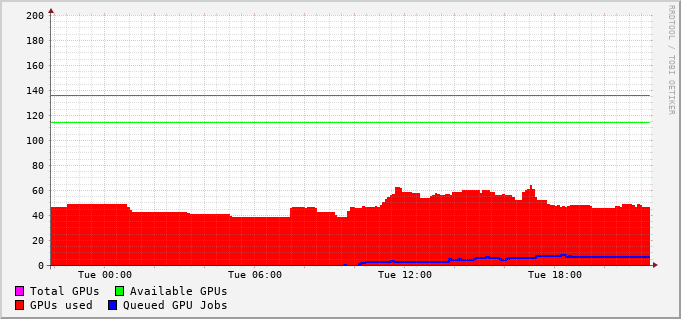 RRDTOOL / TOBI OETIKER
200
180
160
140
120
100
80
60
40
20
0
Tue 00:00 Tue 06:00 Tue 12:00 Tue 18:00
Total GPUs Available GPUs
GPUs used Queued GPU Jobs